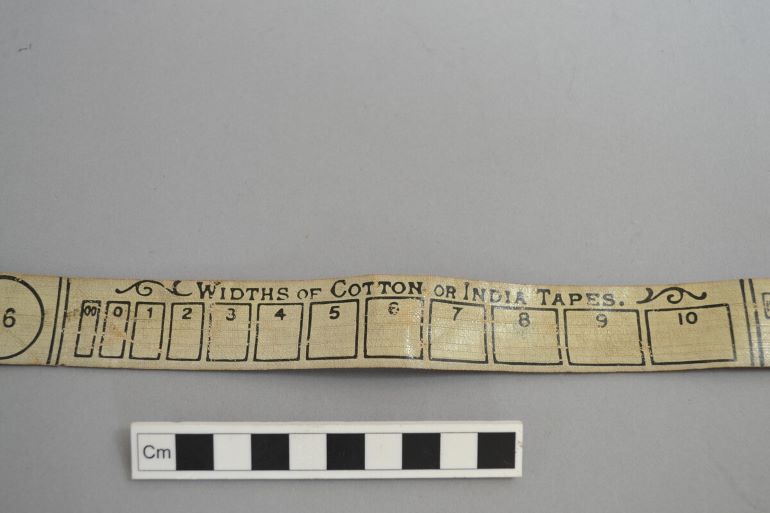 WIDTHS OF COTTON OR INDIA TAPES.
6
00 0 1 2 3 4 5 6 7 8 9 10
Cm